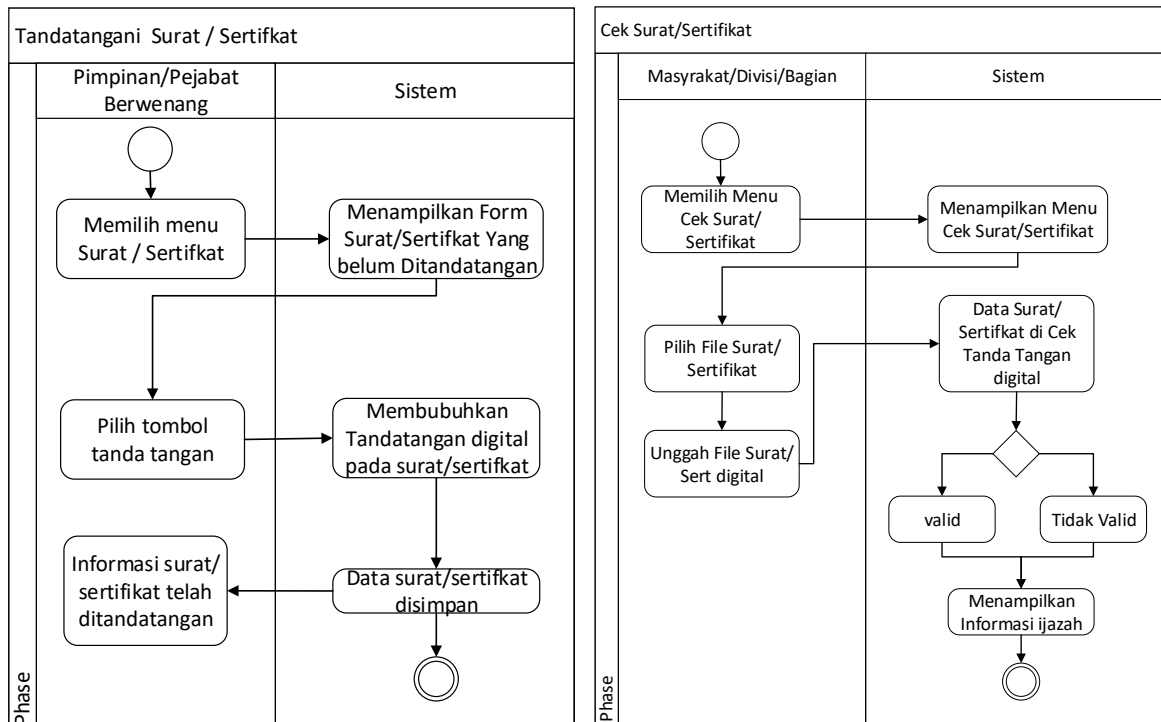 Tandatangani Surat / Sertifkat
Pimpinan/Pejabat
Berwenang
Sistem
Memilih menu
Surat / Sertifkat
Menampilkan Form
Surat/Sertifkat Yang
belum Ditandatangan
Pilih tombol
tanda tangan
Membubuhkan
Tandatangan digital
pada surat/sertifkat
Informasi surat/
sertifikat telah
ditandatangan
Data surat/sertifkat
disimpan
Phase
Cek Surat/Sertifikat
Masyrakat/Divisi/Bagian
Sistem
Memilih Menu
Cek Surat/
Sertifikat
Menampilkan Menu
Cek Surat/Sertifikat
Pilih File Surat/
Sertifikat
Data Surat/
Sertifkat di Cek
Tanda Tangan
digital
Unggah File Surat/
Sert digital
valid
Tidak Valid
Menampilkan
Informasi ijazah
Phase